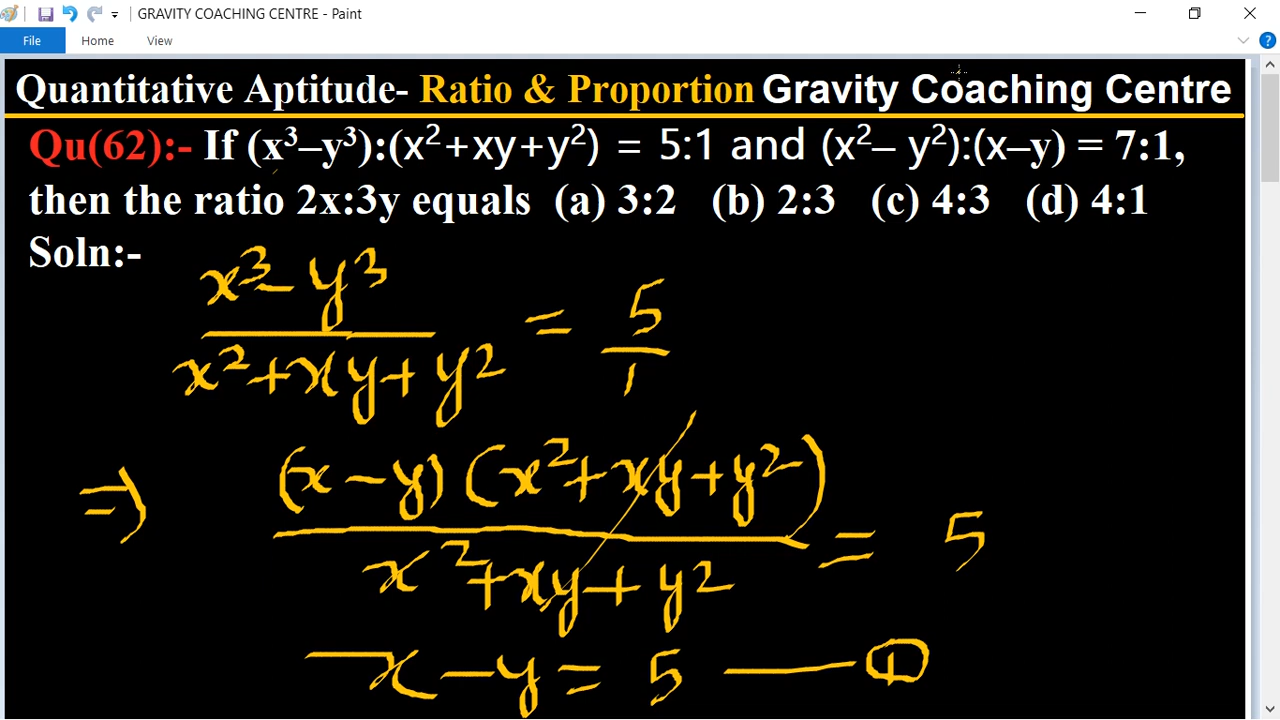 GRAVITY COACHING CENTRE - Paint
File Home View
Quantitative Aptitude- Ratio & Proportion Gravity Coaching Centre
Qu(62):- If (x³–y³):(x²+xy+y²) = 5:1 and (x²– y²):(x–y) = 7:1,
then the ratio 2x:3y equals (a) 3:2 (b) 2:3 (c) 4:3 (d) 4:1
Soln:-
x³ – y³ / x² + xy + y² = 5 / 1
⇒ (x – y) (x² + xy + y²) / x² + xy + y² = 5
x – y = 5 — ①